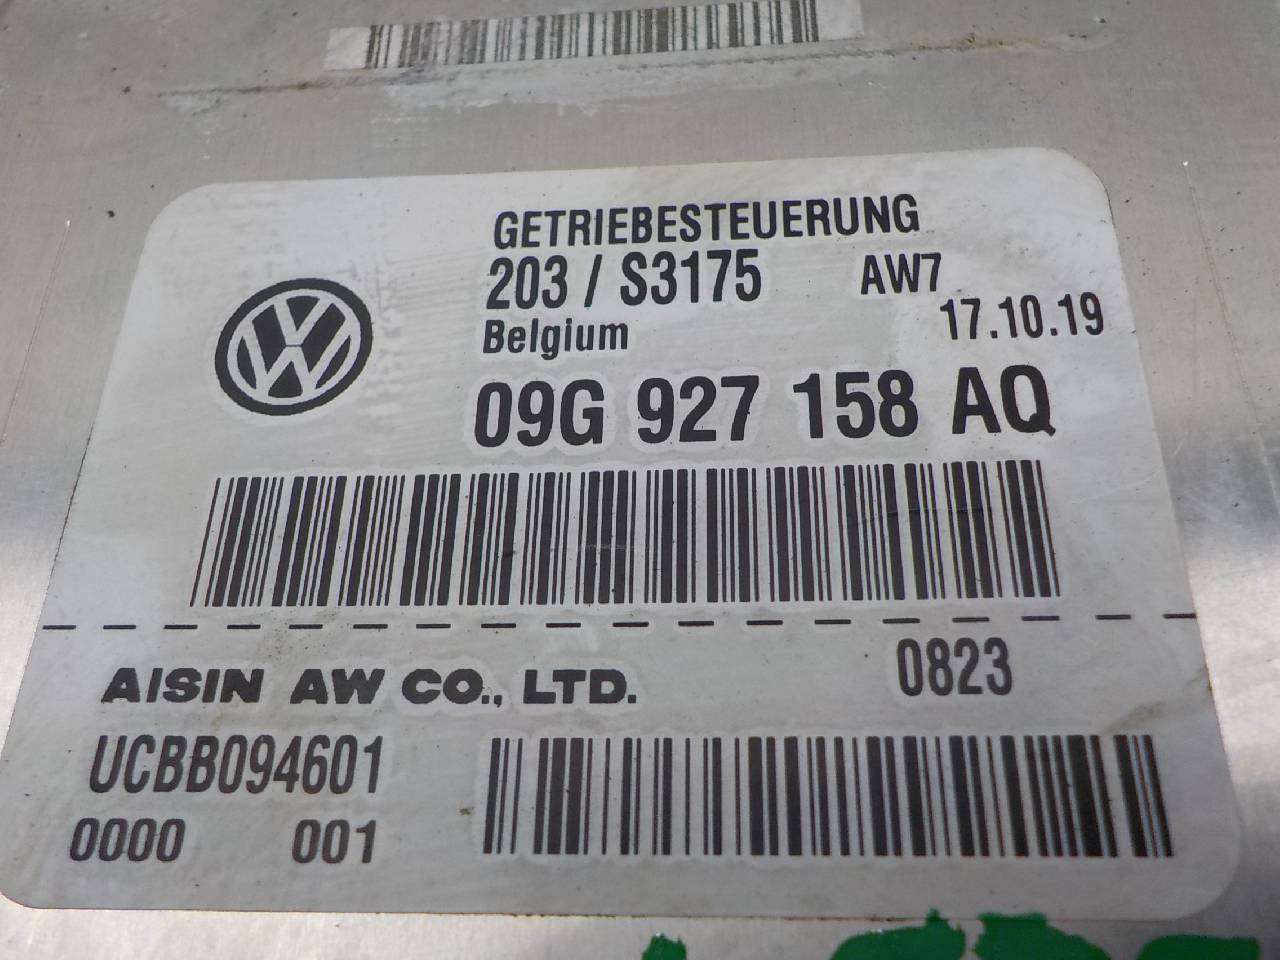 GETRIEBESTEUERUNG
203 / S3175 AW7
Belgium 17.10.19
09G 927 158 AQ
AISIN AW CO., LTD. 0823
UCBB094601
0000 001